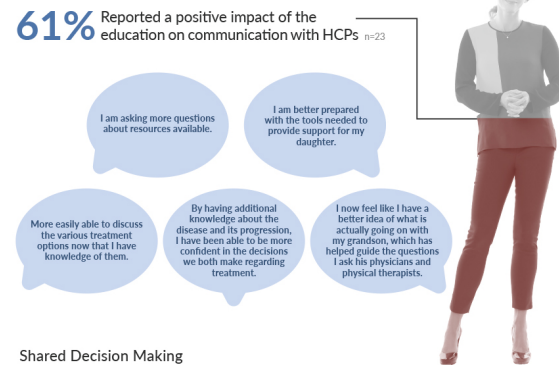 61% Reported a positive impact of the
education on communication with HCPs n=23
I am asking more questions
about resources available.
I am better prepared
with the tools needed to
provide support for my
daughter.
More easily able to discuss
the various treatment
options now that I have
knowledge of them.
By having additional
knowledge about the
disease and its progression,
I have been able to be more
confident in the decisions
we both make regarding
treatment.
I now feel like I have a
better idea of what is
actually going on with
my grandson, which has
helped guide the questions
I ask his physicians and
physical therapists.
Shared Decision Making